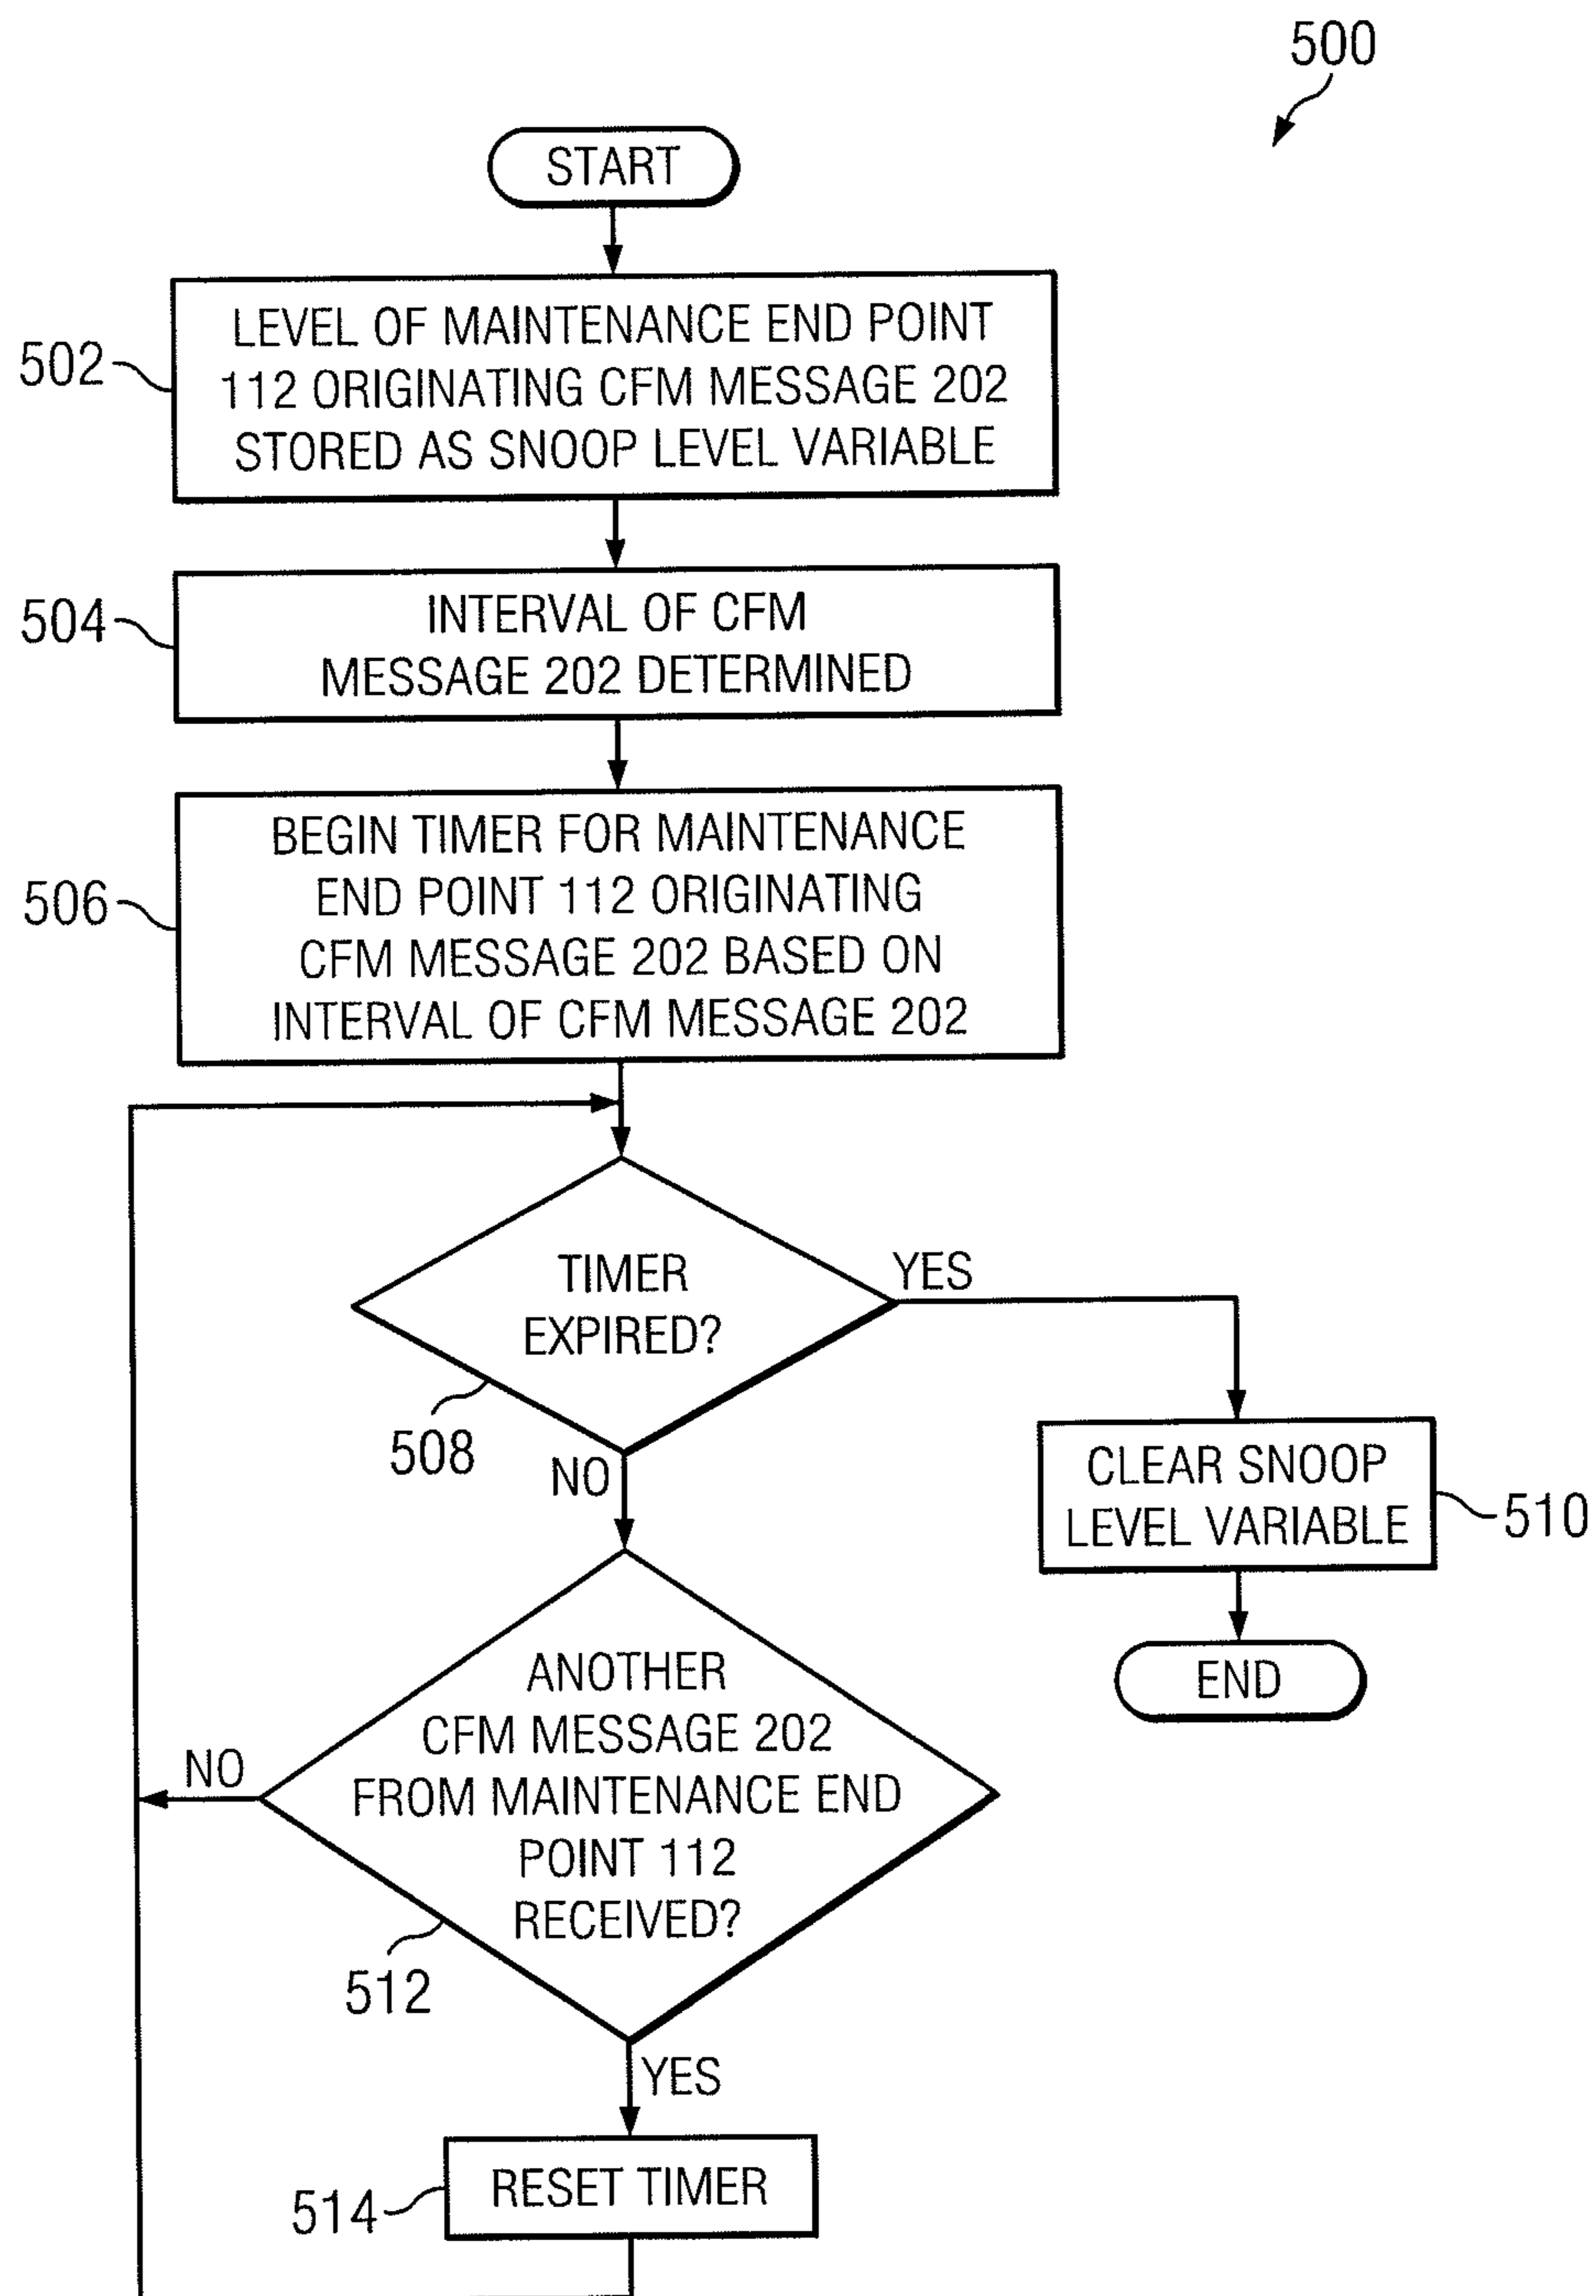 500
START
502
LEVEL OF MAINTENANCE END POINT
112 ORIGINATING CFM MESSAGE 202
STORED AS SNOOP LEVEL VARIABLE
504
INTERVAL OF CFM
MESSAGE 202 DETERMINED
506
BEGIN TIMER FOR MAINTENANCE
END POINT 112 ORIGINATING
CFM MESSAGE 202 BASED ON
INTERVAL OF CFM MESSAGE 202
TIMER
EXPIRED?
YES
508
NO
CLEAR SNOOP
LEVEL VARIABLE
510
END
ANOTHER
CFM MESSAGE 202
FROM MAINTENANCE END
POINT 112
RECEIVED?
NO
512
YES
RESET TIMER
514